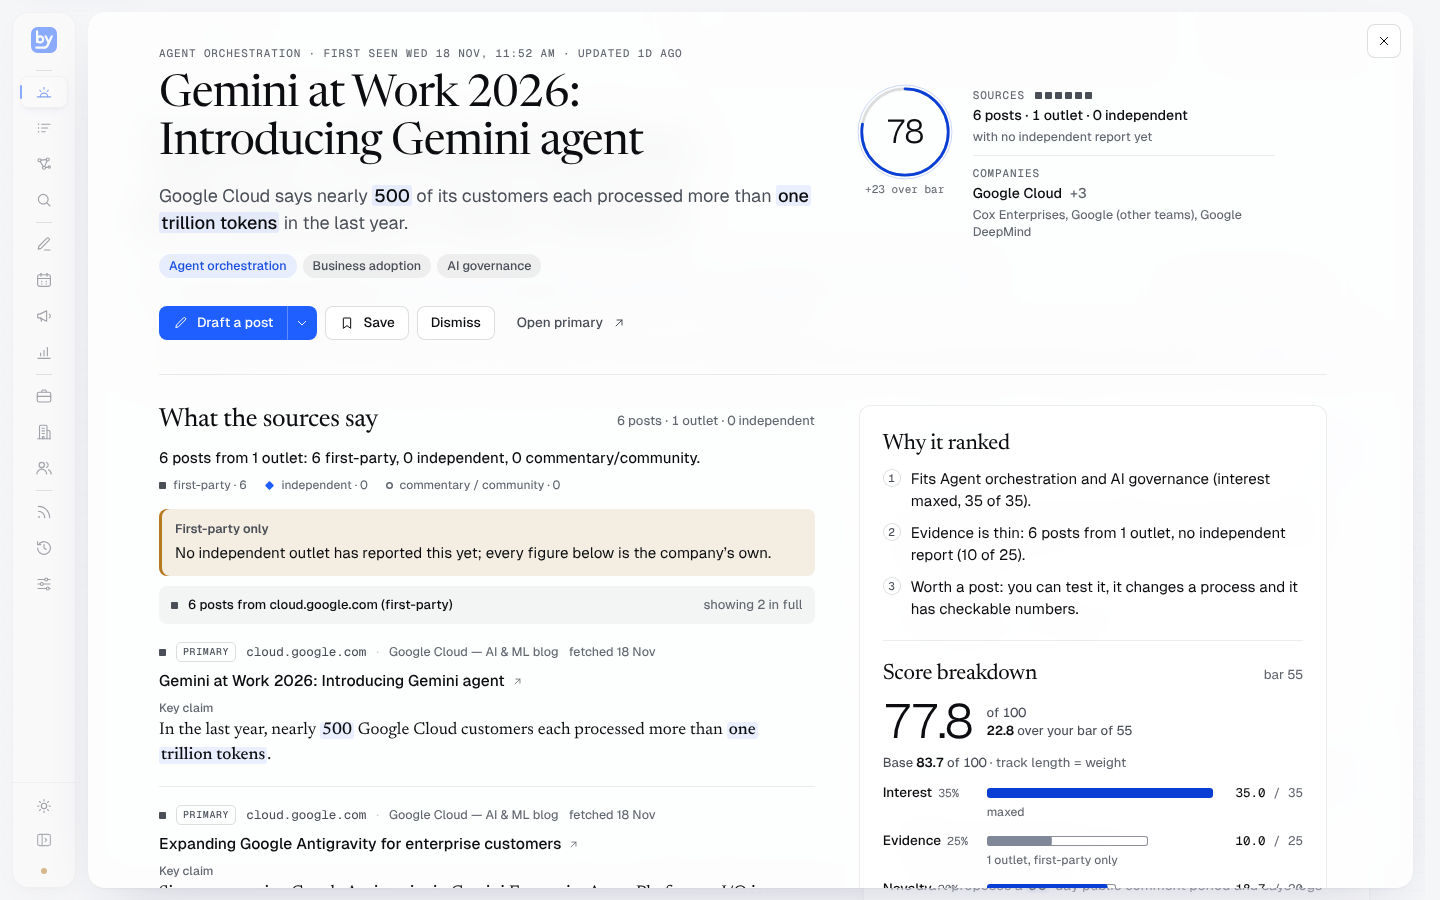 by
AGENT ORCHESTRATION · FIRST SEEN WED 18 NOV, 11:52 AM · UPDATED 1D AGO
Gemini at Work 2026:
Introducing Gemini agent
Google Cloud says nearly 500 of its customers each processed more than one
trillion tokens in the last year.
Agent orchestration
Business adoption
AI governance
Draft a post
Save
Dismiss
Open primary
78
+23 over bar
SOURCES
6 posts · 1 outlet · 0 independent
with no independent report yet
COMPANIES
Google Cloud +3
Cox Enterprises, Google (other teams), Google
DeepMind
What the sources say
6 posts · 1 outlet · 0 independent
6 posts from 1 outlet: 6 first-party, 0 independent, 0 commentary/community.
first-party · 6
independent · 0
commentary / community · 0
First-party only
No independent outlet has reported this yet; every figure below is the company's own.
6 posts from cloud.google.com (first-party)
showing 2 in full
PRIMARY cloud.google.com · Google Cloud — AI & ML blog fetched 18 Nov
Gemini at Work 2026: Introducing Gemini agent
Key claim
In the last year, nearly 500 Google Cloud customers each processed more than one
trillion tokens.
PRIMARY cloud.google.com · Google Cloud — AI & ML blog fetched 18 Nov
Expanding Google Antigravity for enterprise customers
Key claim
Why it ranked
1 Fits Agent orchestration and AI governance (interest
maxed, 35 of 35).
2 Evidence is thin: 6 posts from 1 outlet, no independent
report (10 of 25).
3 Worth a post: you can test it, it changes a process and it
has checkable numbers.
Score breakdown
bar 55
77.8
of 100
22.8 over your bar of 55
Base 83.7 of 100 · track length = weight
Interest 35%
35.0 / 35
maxed
Evidence 25%
10.0 / 25
1 outlet, first-party only